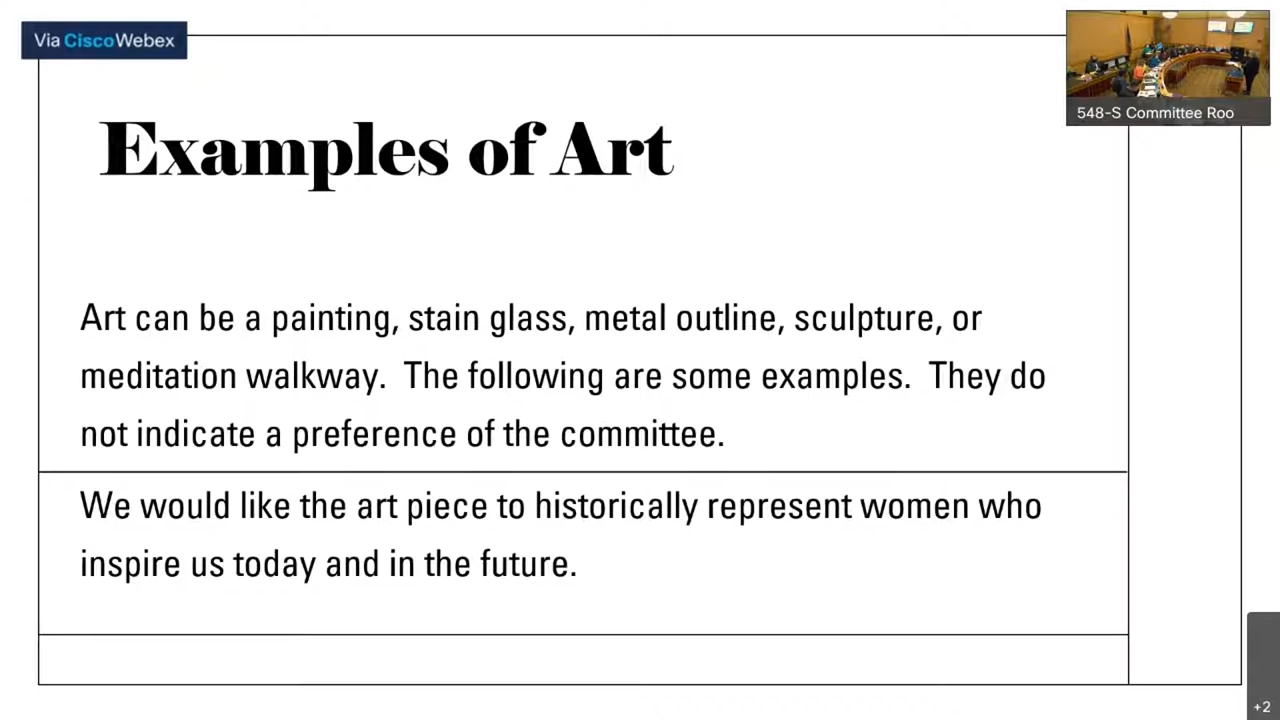 Via CiscoWebex
548-S Committee Roo
Examples of Art
Art can be a painting, stain glass, metal outline, sculpture, or
meditation walkway.  The following are some examples.  They do
not indicate a preference of the committee.
We would like the art piece to historically represent women who
inspire us today and in the future.
+2